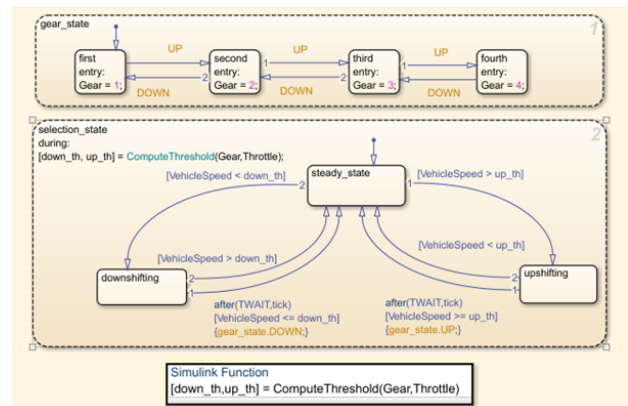 gear_state
1
first
entry:
Gear = 1;
UP
DOWN
2
second
entry:
Gear = 2;
1
UP
DOWN
2
third
entry:
Gear = 3;
1
UP
DOWN
fourth
entry:
Gear = 4;
selection_state
2
during:
[down_th, up_th] = ComputeThreshold(Gear,Throttle);
[VehicleSpeed < down_th]
2
steady_state
1
[VehicleSpeed > up_th]
[VehicleSpeed > down_th]
[VehicleSpeed < up_th]
downshifting
2
1
upshifting
2
1
after(TWAIT,tick)
[VehicleSpeed <= down_th]
{gear_state.DOWN;}
after(TWAIT,tick)
[VehicleSpeed >= up_th]
{gear_state.UP;}
Simulink Function
[down_th,up_th] = ComputeThreshold(Gear,Throttle)